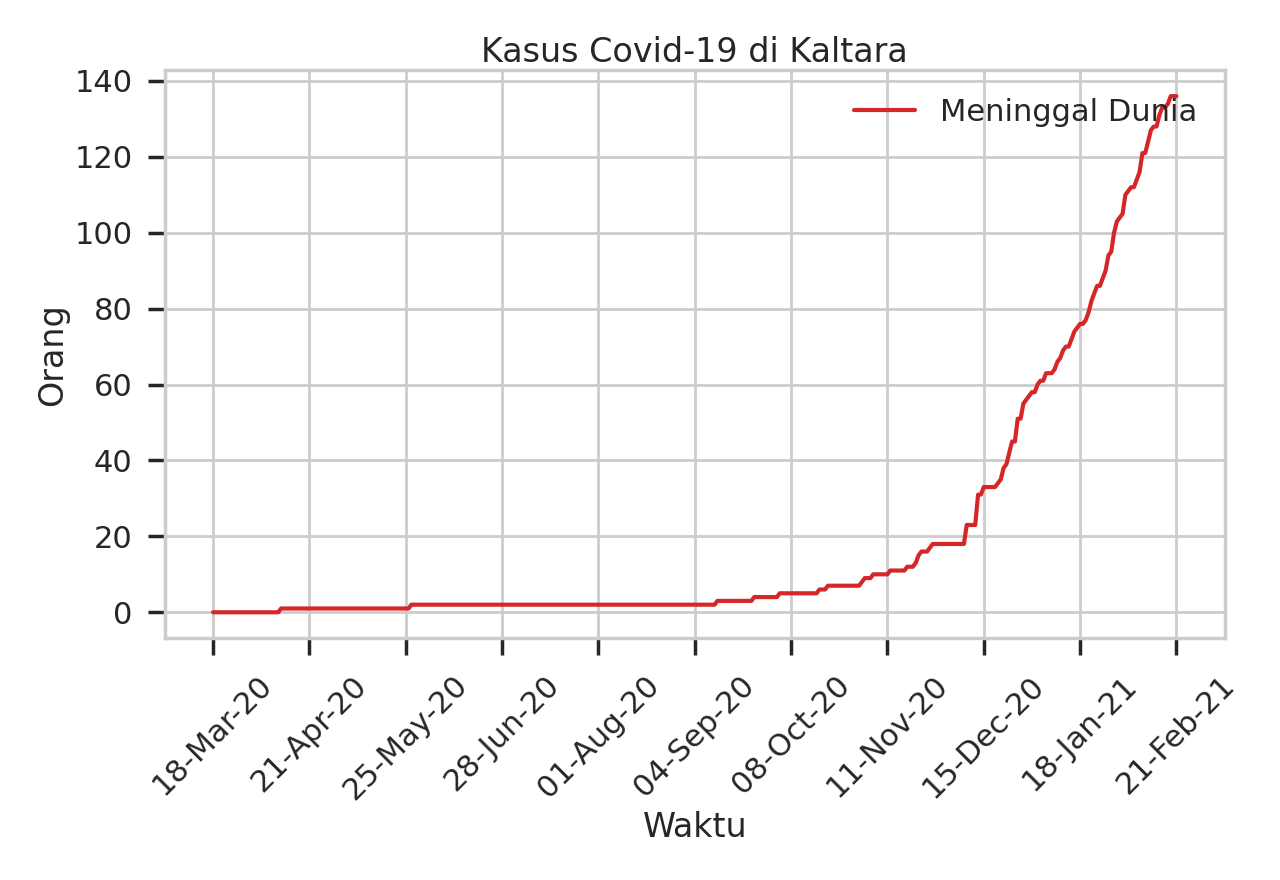 Kasus Covid-19 di Kaltara
Meninggal Dunia
Orang
140
120
100
80
60
40
20
0
18-Mar-20
21-Apr-20
25-May-20
28-Jun-20
01-Aug-20
04-Sep-20
08-Oct-20
11-Nov-20
15-Dec-20
18-Jan-21
21-Feb-21
Waktu